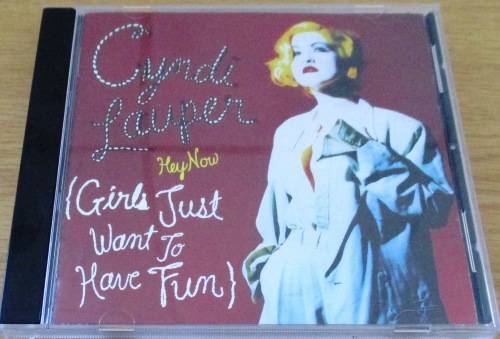 Cyndi
Lauper
Hey Now
{Girls Just
Want To
Have Fun}